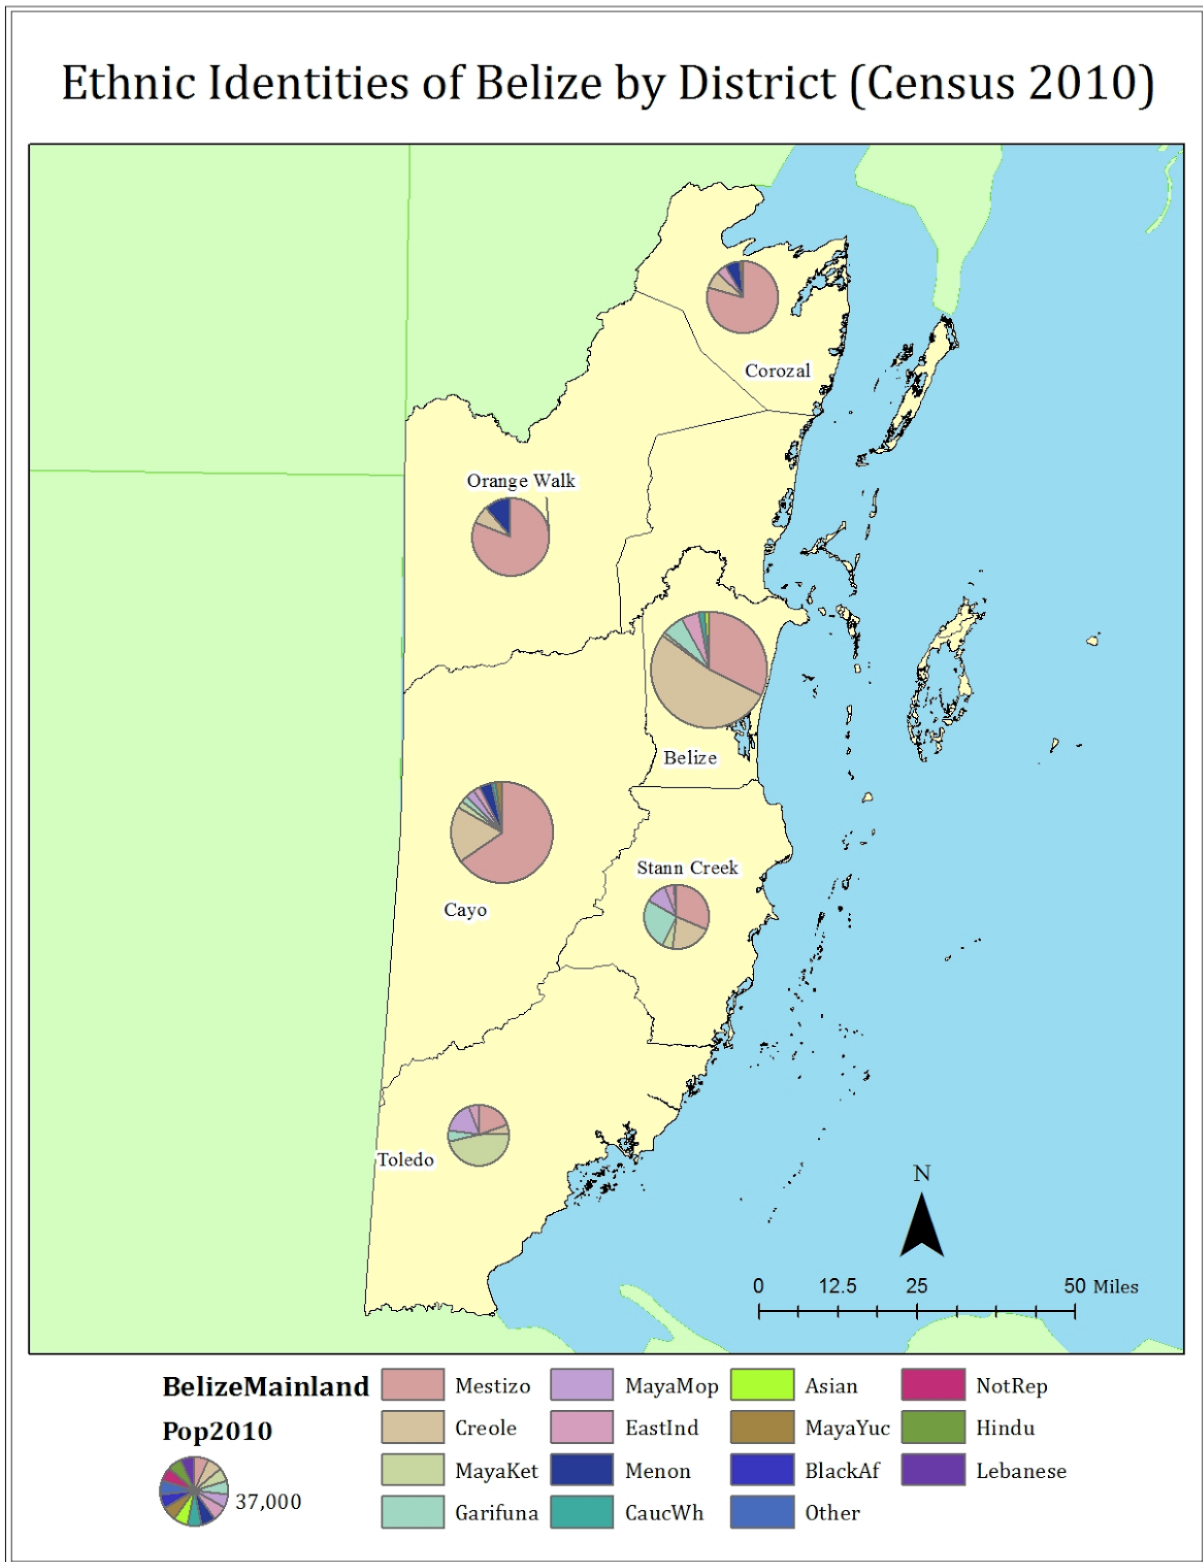 Ethnic Identities of Belize by District (Census 2010)
Corozal
Orange Walk
Belize
Stann Creek
Cayo
Toledo
N
0 12.5 25 50 Miles
BelizeMainland
Pop2010
37,000
Mestizo
Creole
MayaKet
Garifuna
MayaMop
EastInd
Menon
CaucWh
Asian
MayaYuc
BlackAf
Other
NotRep
Hindu
Lebanese